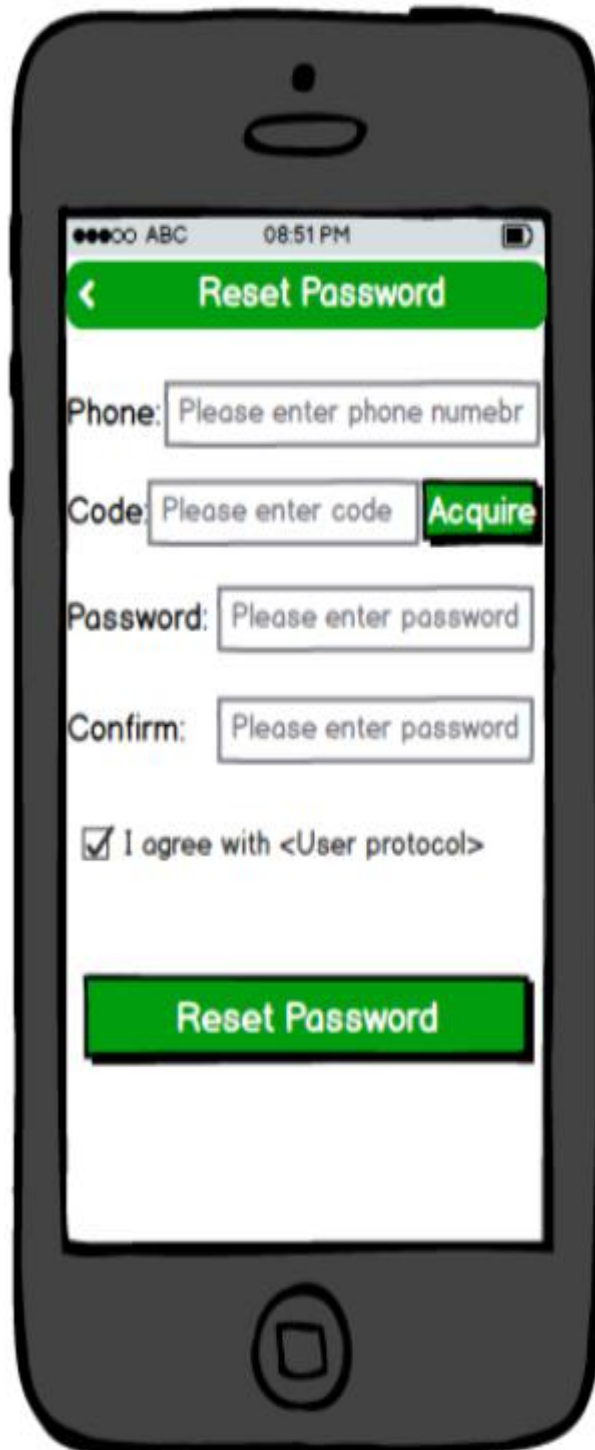 ABC 08:51 PM
Reset Password
Phone: Please enter phone numebr
Code: Please enter code Acquire
Password: Please enter password
Confirm: Please enter password
I agree with <User protocol>
Reset Password